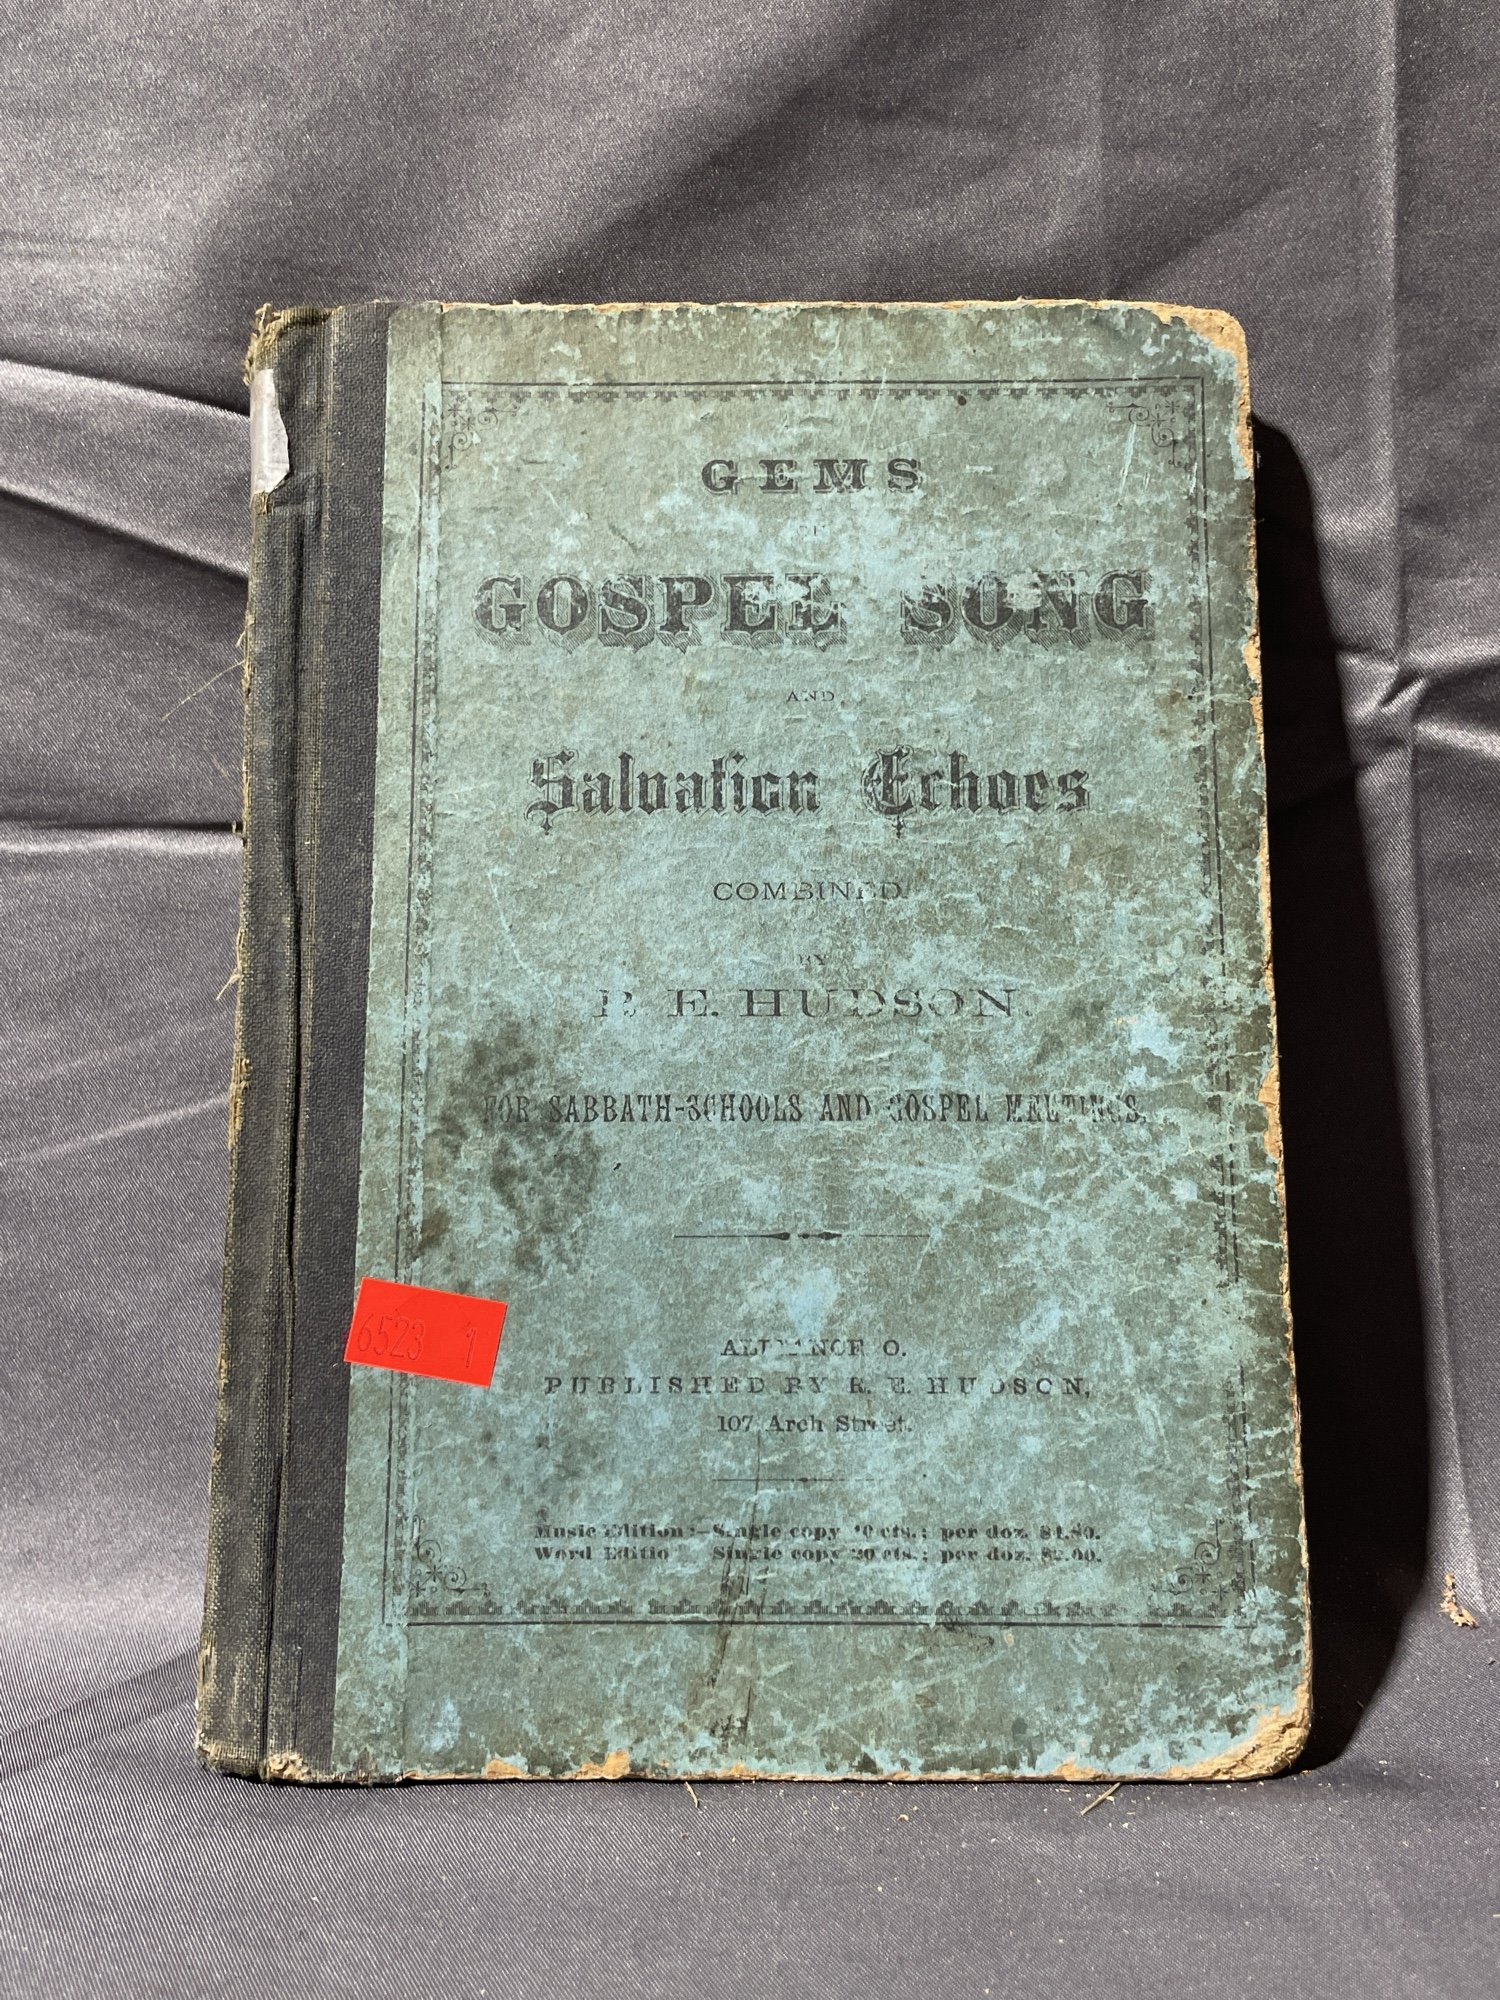 GEMS
OF
GOSPEL SONG
AND
Salvation Echoes
COMBINED
BY
R. E. HUDSON.
FOR SABBATH-SCHOOLS AND GOSPEL MEETINGS.
ALLIANCE O.
PUBLISHED BY R. E. HUDSON,
107 Arch Street.
Music Edition:—Single copy cts.; per doz.
Word Edition Single copy 20 cts.; per doz.
6523 1